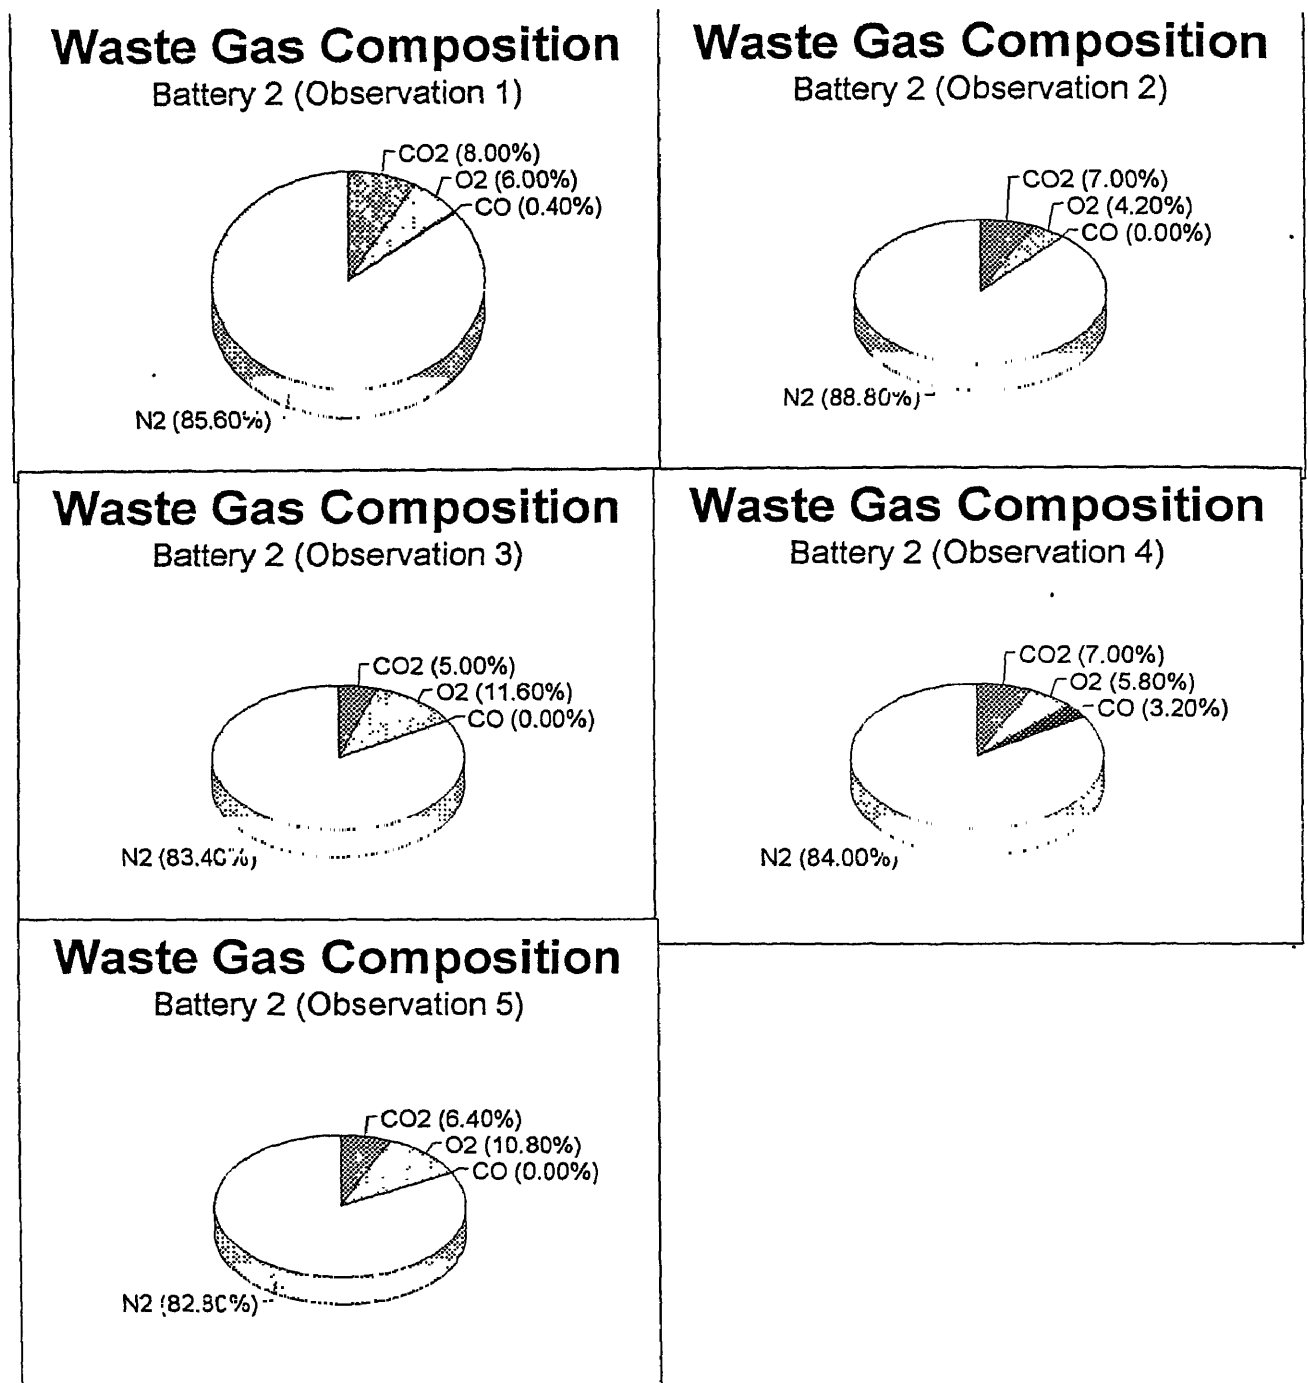 Waste Gas Composition
Battery 2 (Observation 1)
CO2 (8.00%)
O2 (6.00%)
CO (0.40%)
N2 (85.60%)
Waste Gas Composition
Battery 2 (Observation 2)
CO2 (7.00%)
O2 (4.20%)
CO (0.00%)
N2 (88.80%)
Waste Gas Composition
Battery 2 (Observation 3)
CO2 (5.00%)
O2 (11.60%)
CO (0.00%)
N2 (83.40%)
Waste Gas Composition
Battery 2 (Observation 4)
CO2 (7.00%)
O2 (5.80%)
CO (3.20%)
N2 (84.00%)
Waste Gas Composition
Battery 2 (Observation 5)
CO2 (6.40%)
O2 (10.80%)
CO (0.00%)
N2 (82.80%)